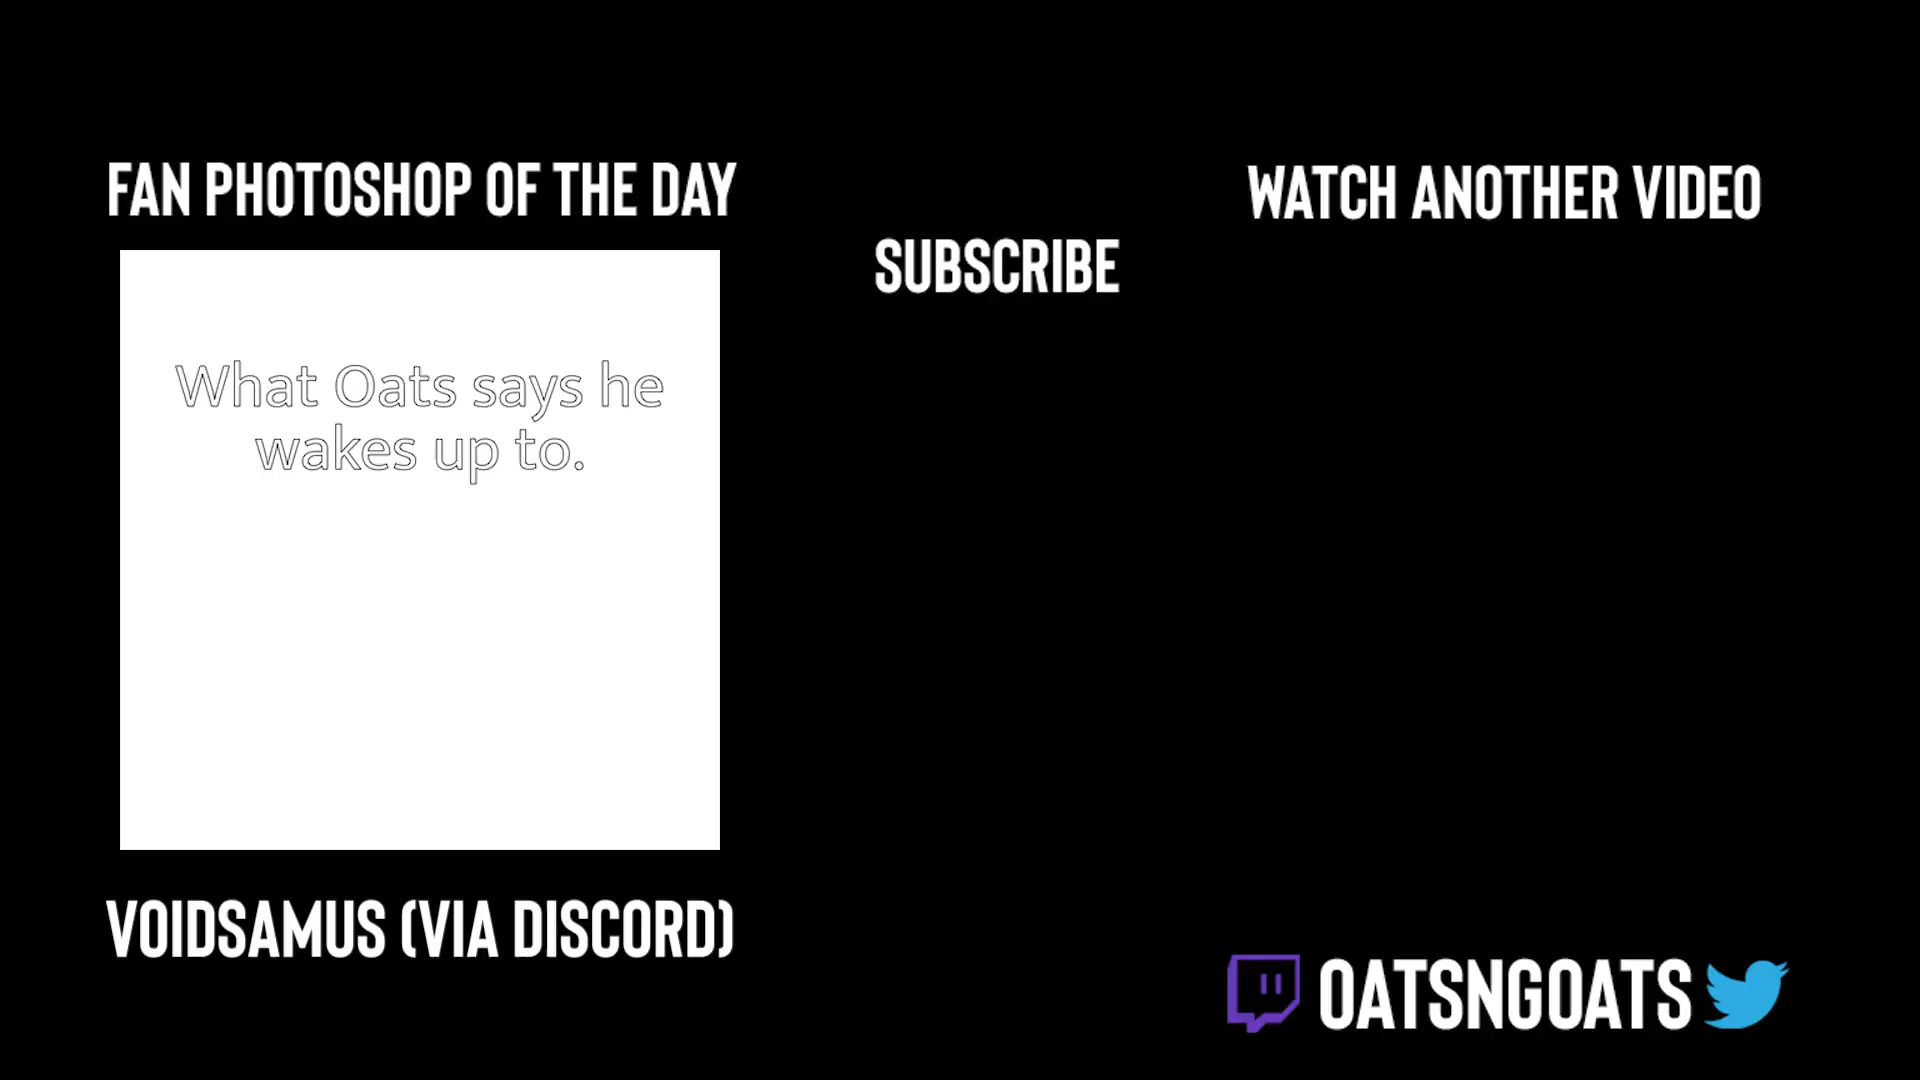 FAN PHOTOSHOP OF THE DAY
WATCH ANOTHER VIDEO
SUBSCRIBE
What Oats says he
wakes up to.
VOIDSAMUS (VIA DISCORD)
OATSNGOATS